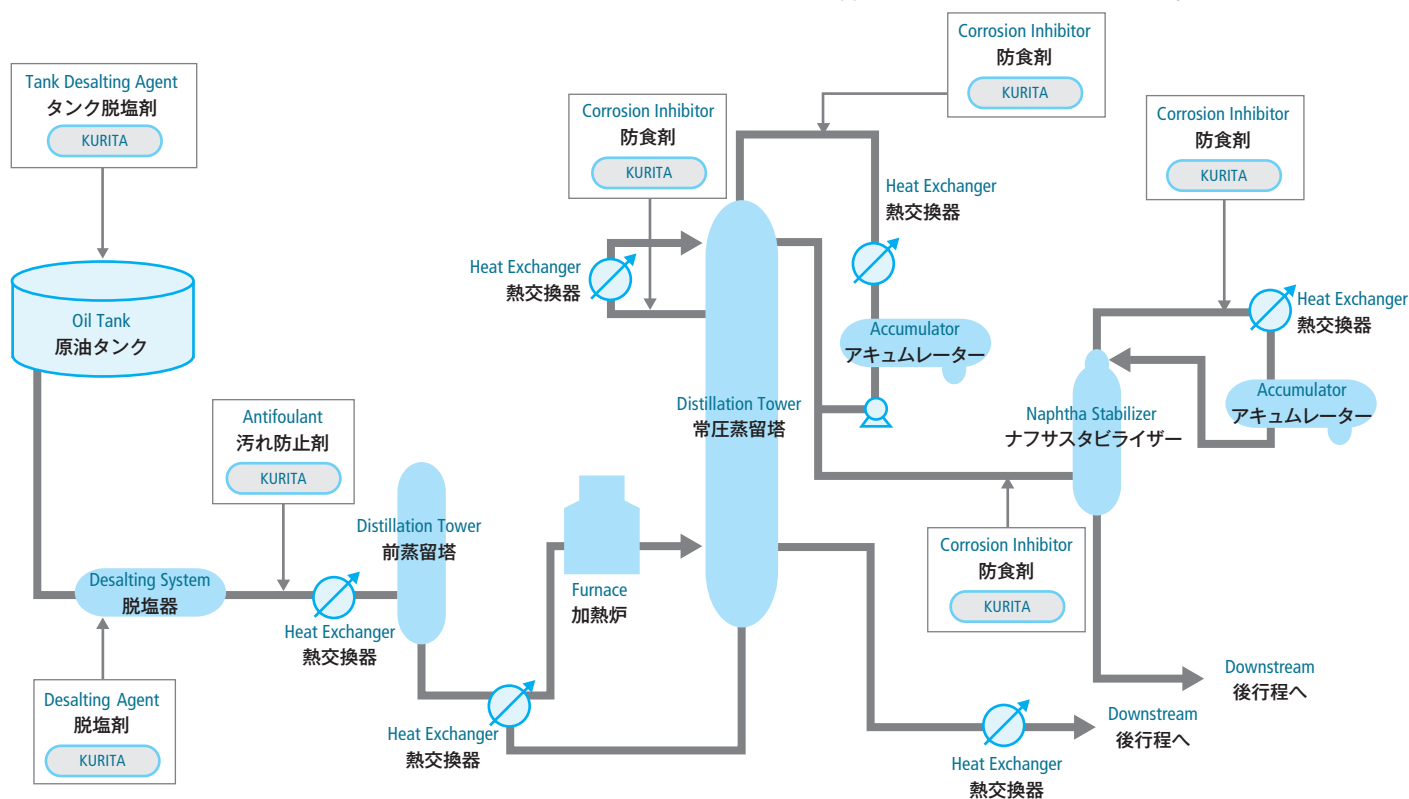 Tank Desalting Agent
タンク脱塩剤
KURITA
Oil Tank
原油タンク
Desalting System
脱塩器
Desalting Agent
脱塩剤
KURITA
Antifoulant
汚れ防止剤
KURITA
Heat Exchanger
熱交換器
Distillation Tower
前蒸留塔
Heat Exchanger
熱交換器
Furnace
加熱炉
Corrosion Inhibitor
防食剤
KURITA
Heat Exchanger
熱交換器
Distillation Tower
常圧蒸留塔
Corrosion Inhibitor
防食剤
KURITA
Heat Exchanger
熱交換器
Accumulator
アキュムレーター
Corrosion Inhibitor
防食剤
KURITA
Heat Exchanger
熱交換器
Accumulator
アキュムレーター
Naphtha Stabilizer
ナフサスタビライザー
Corrosion Inhibitor
防食剤
KURITA
Downstream
後行程へ
Downstream
後行程へ
Heat Exchanger
熱交換器